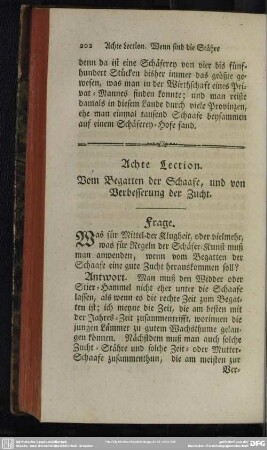 202 Achte Lection. Wenn sind die Stähre
denn da ist eine Schäferey von vier bis fünf-
hundert Stücken bisher immer das größte ge-
wesen, was man in der Wirthschaft eines Pri-
vat-Mannes finden konnte; und man reiste
damals in diesem Lande durch viele Provinzen,
ehe man einmal tausend Schaafe beysammen
auf einem Schäferey-Hofe fand.
Achte Lection.
Vom Begatten der Schaafe, und von
Verbesserung der Zucht.
Frage.
Was für Mittel der Klugheit, oder vielmehr,
was für Regeln der Schäfer-Kunst muß
man anwenden, wenn vom Begatten der
Schaafe eine gute Zucht herauskommen soll?
Antwort. Man muß den Wedder oder
Stier-Hammel nicht eher unter die Schaafe
lassen, als wenn es die rechte Zeit zum Begat-
ten ist; ich meyne die Zeit, die am besten mit
der Jahres-Zeit zusammentrifft, worinnen die
jungen Lämmer zu gutem Wachsthume gelan-
gen können. Nächstdem muß man auch solche
Zucht-Stähre und solche Zeit- oder Mutter-
Schaafe zusammenthun, die am meisten zur
Ver-